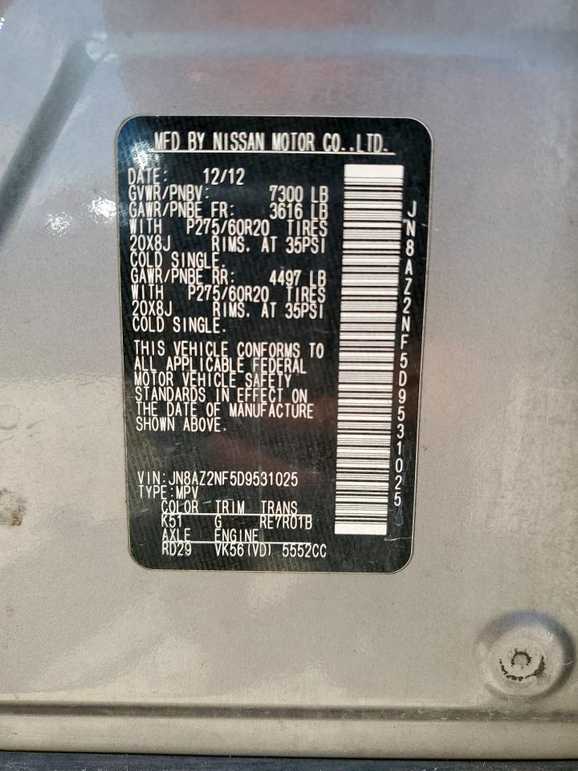 MFD BY NISSAN MOTOR CO.,LTD.
DATE: 12/12
GVWR/PNBV: 7300 LB
GAWR/PNBE FR: 3616 LB
WITH P275/60R20 TIRES
20X8J RIMS. AT 35PSI
COLD SINGLE.
GAWR/PNBE RR: 4497 LB
WITH P275/60R20 TIRES
20X8J RIMS. AT 35PSI
COLD SINGLE.
THIS VEHICLE CONFORMS TO
ALL APPLICABLE FEDERAL
MOTOR VEHICLE SAFETY
STANDARDS IN EFFECT ON
THE DATE OF MANUFACTURE
SHOWN ABOVE.
VIN:JN8AZ2NF5D9531025
TYPE:MPV
COLOR TRIM TRANS
K51 G RE7R01B
AXLE ENGINE
RD29 VK56(VD) 5552CC
JN8AZ2NF5D9531025